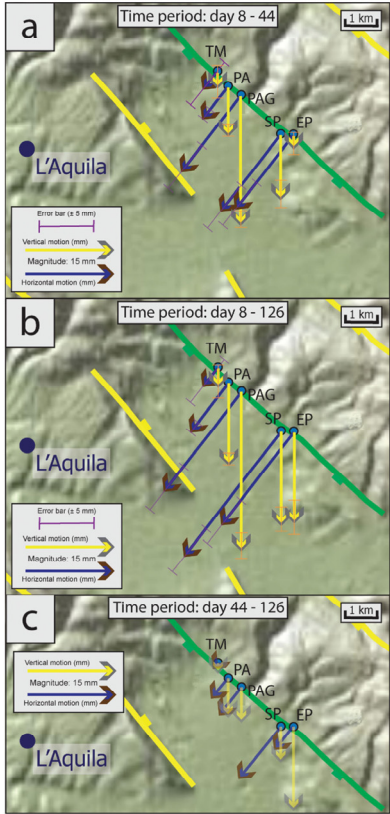 a
Time period: day 8 - 44
1 km
TM
PA
PAG
SP
EP
L'Aquila
Error bar (± 5 mm)
Vertical motion (mm)
Magnitude: 15 mm
Horizontal motion (mm)
b
Time period: day 8 - 126
1 km
TM
PA
PAG
SP
EP
L'Aquila
Error bar (± 5 mm)
Vertical motion (mm)
Magnitude: 15 mm
Horizontal motion (mm)
c
Time period: day 44 - 126
1 km
Vertical motion (mm)
Magnitude: 15 mm
Horizontal motion (mm)
TM
PA
PAG
SP
EP
L'Aquila